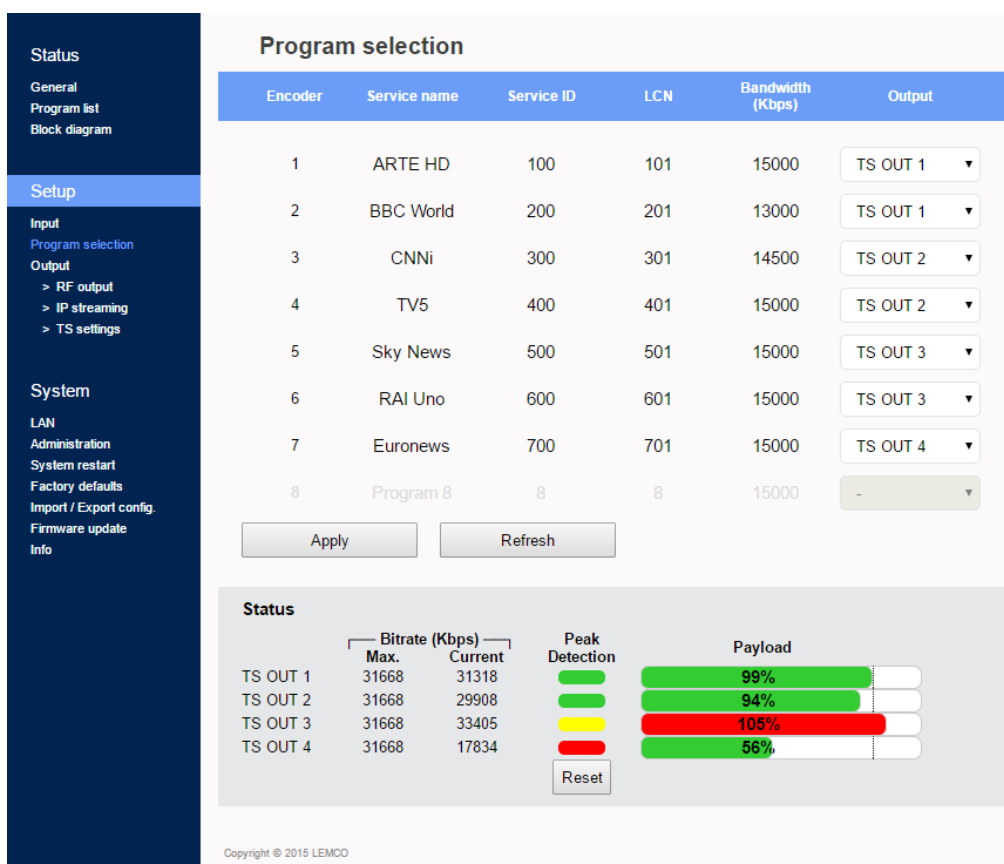 Status
General
Program list
Block diagram
Setup
Input
Program selection
Output
> RF output
> IP streaming
> TS settings
System
LAN
Administration
System restart
Factory defaults
Import / Export config.
Firmware update
Info
Program selection
Encoder Service name Service ID LCN Bandwidth (Kbps) Output
1 ARTE HD 100 101 15000 TS OUT 1
2 BBC World 200 201 13000 TS OUT 1
3 CNNi 300 301 14500 TS OUT 2
4 TV5 400 401 15000 TS OUT 2
5 Sky News 500 501 15000 TS OUT 3
6 RAI Uno 600 601 15000 TS OUT 3
7 Euronews 700 701 15000 TS OUT 4
8 Program 8 8 8 15000 -
Apply Refresh
Status
Bitrate (Kbps) Peak Detection Payload
Max. Current
TS OUT 1 31668 31318 99%
TS OUT 2 31668 29908 94%
TS OUT 3 31668 33405 105%
TS OUT 4 31668 17834 56%
Reset
Copyright © 2015 LEMCO